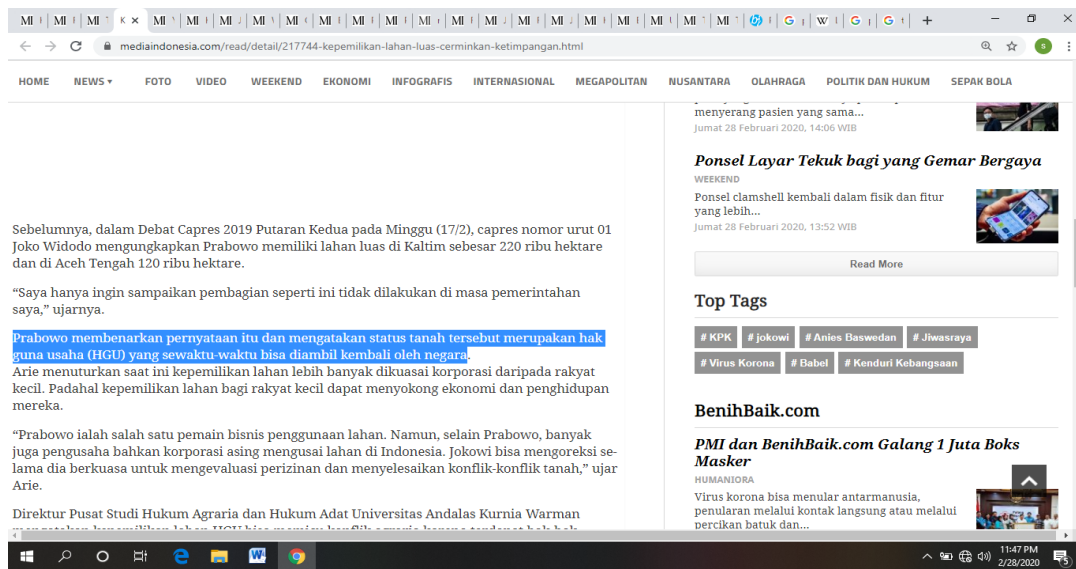 mediaindonesia.com/read/detail/217744-kepemilikan-lahan-luas-cerminkan-ketimpangan.html
HOME NEWS FOTO VIDEO WEEKEND EKONOMI INFOGRAFIS INTERNASIONAL MEGAPOLITAN NUSANTARA OLAHRAGA POLITIK DAN HUKUM SEPAK BOLA
Sebelumnya, dalam Debat Capres 2019 Putaran Kedua pada Minggu (17/2), capres nomor urut 01
Joko Widodo mengungkapkan Prabowo memiliki lahan luas di Kaltim sebesar 220 ribu hektare
dan di Aceh Tengah 120 ribu hektare.
“Saya hanya ingin sampaikan pembagian seperti ini tidak dilakukan di masa pemerintahan
saya,” ujarnya.
Prabowo membenarkan pernyataan itu dan mengatakan status tanah tersebut merupakan hak
guna usaha (HGU) yang sewaktu-waktu bisa diambil kembali oleh negara.
Arie menuturkan saat ini kepemilikan lahan lebih banyak dikuasai korporasi daripada rakyat
kecil. Padahal kepemilikan lahan bagi rakyat kecil dapat menyokong ekonomi dan penghidupan
mereka.
“Prabowo ialah salah satu pemain bisnis penggunaan lahan. Namun, selain Prabowo, banyak
juga pengusaha bahkan korporasi asing mengusai lahan di Indonesia. Jokowi bisa mengoreksi se-
lama dia berkuasa untuk mengevaluasi perizinan dan menyelesaikan konflik-konflik tanah,” ujar
Arie.
Direktur Pusat Studi Hukum Agraria dan Hukum Adat Universitas Andalas Kurnia Warman
menyerang pasien yang sama...
Jumat 28 Februari 2020, 14:06 WIB
Ponsel Layar Tekuk bagi yang Gemar Bergaya
WEEKEND
Ponsel clamshell kembali dalam fisik dan fitur
yang lebih...
Jumat 28 Februari 2020, 13:52 WIB
Read More
Top Tags
# KPK # jokowi # Anies Baswedan # Jiwasraya
# Virus Korona # Babel # Kenduri Kebangsaan
BenihBaik.com
PMI dan BenihBaik.com Galang 1 Juta Boks
Masker
HUMANIORA
Virus korona bisa menular antarmanusia,
penularan melalui kontak langsung atau melalui
percikan batuk dan...
11:47 PM
2/28/2020